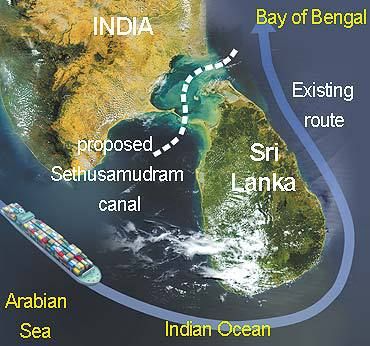 INDIA
Bay of Bengal
Existing
route
proposed
Sethusamudram
canal
Sri
Lanka
Arabian
Sea
Indian Ocean